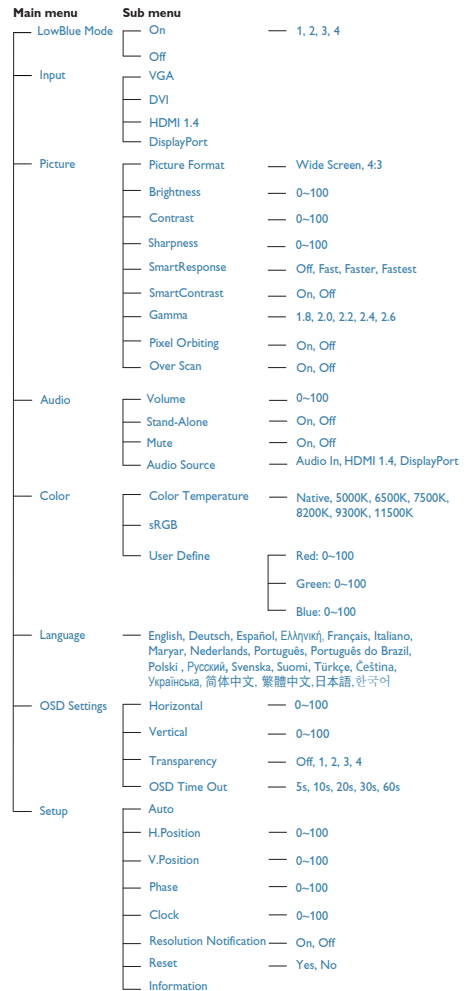 Main menu Sub menu
LowBlue Mode On 1, 2, 3, 4
Off
Input VGA
DVI
HDMI 1.4
DisplayPort
Picture Picture Format Wide Screen, 4:3
Brightness 0~100
Contrast 0~100
Sharpness 0~100
SmartResponse Off, Fast, Faster, Fastest
SmartContrast On, Off
Gamma 1.8, 2.0, 2.2, 2.4, 2.6
Pixel Orbiting On, Off
Over Scan On, Off
Audio Volume 0~100
Stand-Alone On, Off
Mute On, Off
Audio Source Audio In, HDMI 1.4, DisplayPort
Color Color Temperature Native, 5000K, 6500K, 7500K,
8200K, 9300K, 11500K
sRGB
User Define Red: 0~100
Green: 0~100
Blue: 0~100
Language English, Deutsch, Español, Ελληνική, Français, Italiano,
Maryar, Nederlands, Português, Português do Brazil,
Polski , Русский, Svenska, Suomi, Türkçe, Čeština,
Українська, 简体中文, 繁體中文,日本語,한국어
OSD Settings Horizontal 0~100
Vertical 0~100
Transparency Off, 1, 2, 3, 4
OSD Time Out 5s, 10s, 20s, 30s, 60s
Setup Auto
H.Position 0~100
V.Position 0~100
Phase 0~100
Clock 0~100
Resolution Notification On, Off
Reset Yes, No
Information